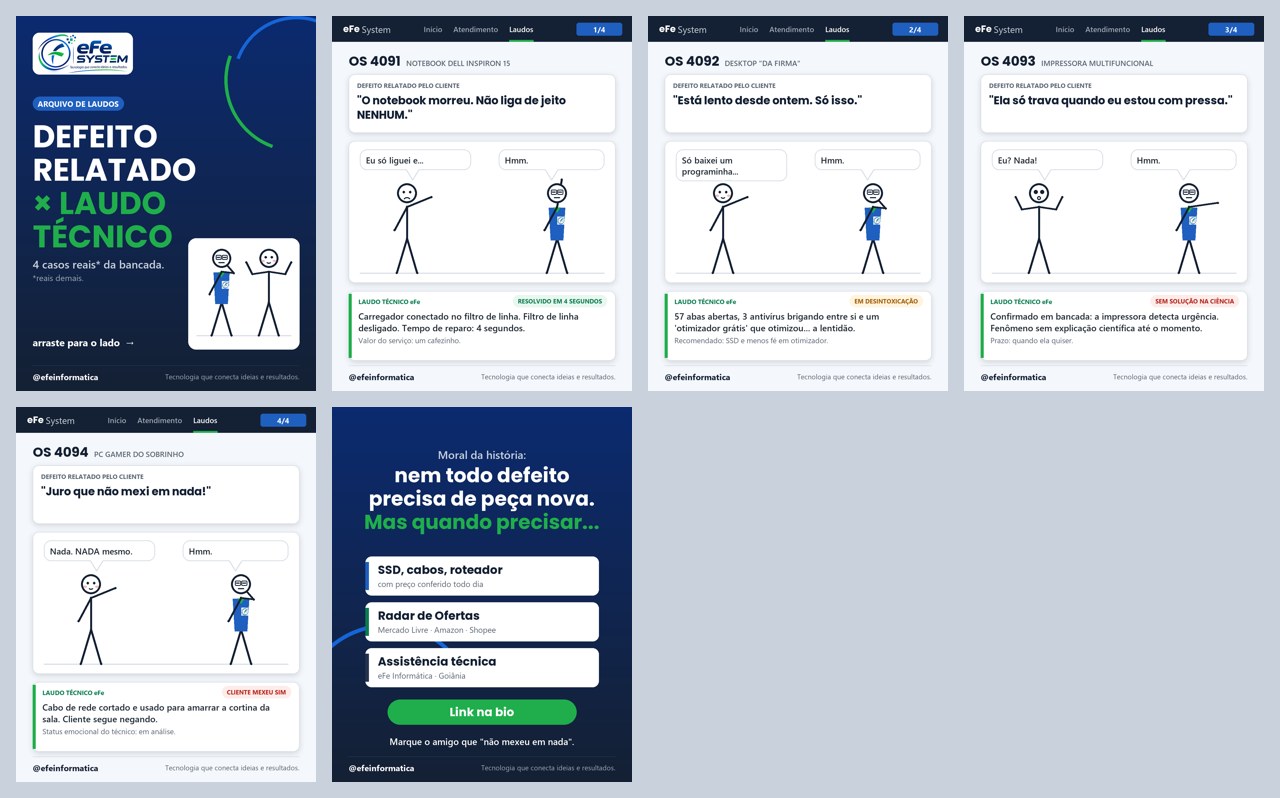 eFe
SYSTEM
Tecnologia que conecta ideias e resultados.
ARQUIVO DE LAUDOS
DEFEITO
RELATADO
× LAUDO
TÉCNICO
4 casos reais* da bancada.
*reais demais.
arraste para o lado →
@efeinformatica
Tecnologia que conecta ideias e resultados.
eFe System
Início Atendimento Laudos
1/4
OS 4091 NOTEBOOK DELL INSPIRON 15
DEFEITO RELATADO PELO CLIENTE
"O notebook morreu. Não liga de jeito
NENHUM."
Eu só liguei e...
Hmm.
LAUDO TÉCNICO eFe
RESOLVIDO EM 4 SEGUNDOS
Carregador conectado no filtro de linha. Filtro de linha
desligado. Tempo de reparo: 4 segundos.
Valor do serviço: um cafezinho.
@efeinformatica
Tecnologia que conecta ideias e resultados.
eFe System
Início Atendimento Laudos
2/4
OS 4092 DESKTOP "DA FIRMA"
DEFEITO RELATADO PELO CLIENTE
"Está lento desde ontem. Só isso."
Só baixei um
programinha...
Hmm.
LAUDO TÉCNICO eFe
EM DESINTOXICAÇÃO
57 abas abertas, 3 antivírus brigando entre si e um
'otimizador grátis' que otimizou... a lentidão.
Recomendado: SSD e menos fé em otimizador.
@efeinformatica
Tecnologia que conecta ideias e resultados.
eFe System
Início Atendimento Laudos
3/4
OS 4093 IMPRESSORA MULTIFUNCIONAL
DEFEITO RELATADO PELO CLIENTE
"Ela só trava quando eu estou com pressa."
Eu? Nada!
Hmm.
LAUDO TÉCNICO eFe
SEM SOLUÇÃO NA CIÊNCIA
Confirmado em bancada: a impressora detecta urgência.
Fenômeno sem explicação científica até o momento.
Prazo: quando ela quiser.
@efeinformatica
Tecnologia que conecta ideias e resultados.
eFe System
Início Atendimento Laudos
4/4
OS 4094 PC GAMER DO SOBRINHO
DEFEITO RELATADO PELO CLIENTE
"Juro que não mexi em nada!"
Nada. NADA mesmo.
Hmm.
LAUDO TÉCNICO eFe
CLIENTE MEXEU SIM
Cabo de rede cortado e usado para amarrar a cortina da
sala. Cliente segue negando.
Status emocional do técnico: em análise.
@efeinformatica
Tecnologia que conecta ideias e resultados.
Moral da história:
nem todo defeito
precisa de peça nova.
Mas quando precisar...
SSD, cabos, roteador
com preço conferido todo dia
Radar de Ofertas
Mercado Livre · Amazon · Shopee
Assistência técnica
eFe Informática · Goiânia
Link na bio
Marque o amigo que "não mexeu em nada".
@efeinformatica
Tecnologia que conecta ideias e resultados.